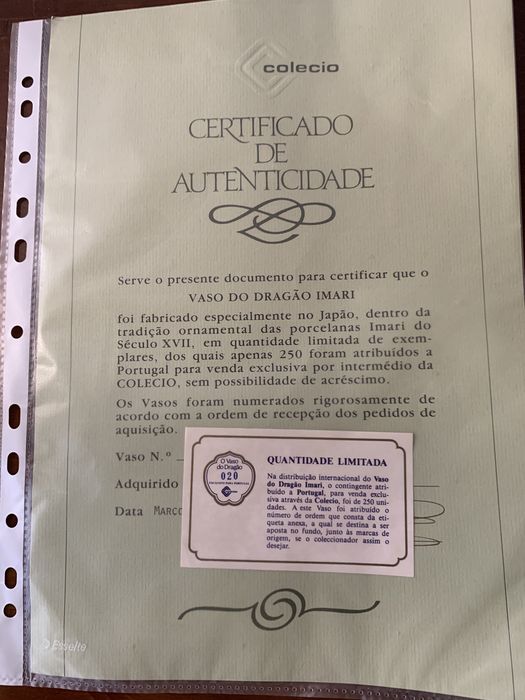 colecio
CERTIFICADO
DE
AUTENTICIDADE
Serve o presente documento para certificar que o
VASO DO DRAGÃO IMARI
foi fabricado especialmente no Japão, dentro da
tradição ornamental das porcelanas Imari do
Século XVII, em quantidade limitada de exem-
plares, dos quais apenas 250 foram atribuídos a
Portugal para venda exclusiva por intermédio da
COLECIO, sem possibilidade de acréscimo.
Os Vasos foram numerados rigorosamente de
acordo com a ordem de recepção dos pedidos de
aquisição.
Vaso N.º
Adquirido
Data
O Vaso
do Dragão
020
QUANTIDADE LIMITADA
Na distribuição internacional do Vaso
do Dragão Imari, o contingente atri-
buído a Portugal, para venda exclu-
siva através da Colecio, foi de 250 uni-
dades. A este Vaso foi atribuído o
número de ordem que consta da eti-
queta anexa, a qual se destina a ser
aposta no fundo, junto às marcas de
origem, se o coleccionador assim o
desejar.
Esselte